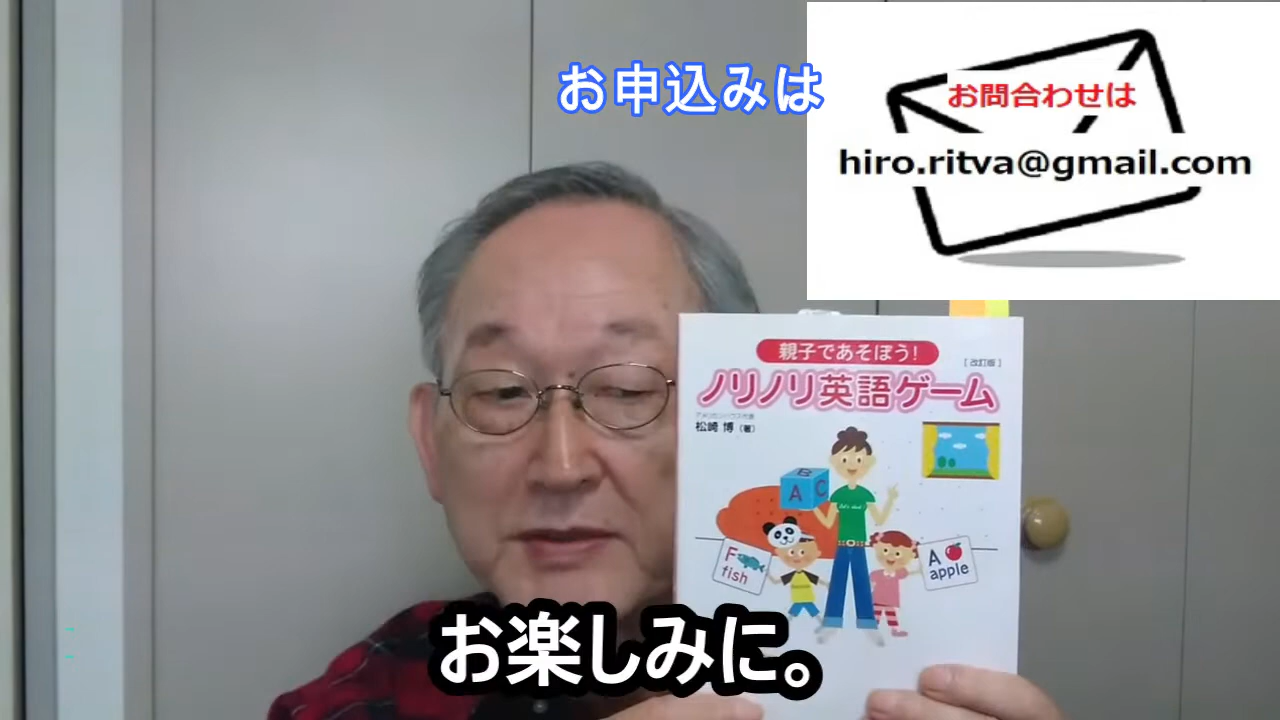 お申込みは
お問合わせは
hiro.ritva@gmail.com
親子であそぼう!
[改訂版]
ノリノリ英語ゲーム
松崎 博(著)
B
A C
F
fish
A
apple
お楽しみに。